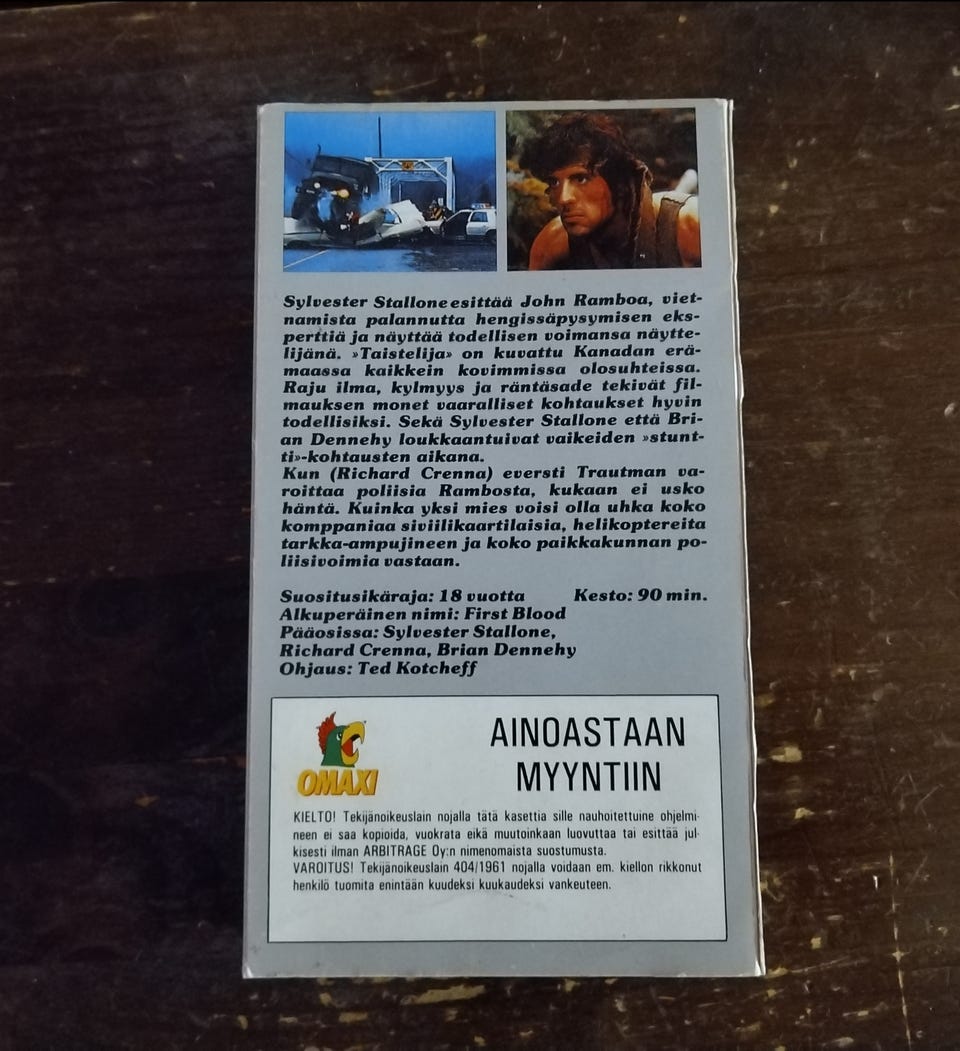 Sylvester Stallone esittää John Ramboa, viet-
namista palannutta hengissäpysymisen eks-
perttiä ja näyttää todellisen voimansa näytte-
lijänä. »Taistelija» on kuvattu Kanadan erä-
maassa kaikkein kovimmissa olosuhteissa.
Raju ilma, kylmyys ja räntäsade tekivät fil-
mauksen monet vaaralliset kohtaukset hyvin
todellisiksi. Sekä Sylvester Stallone että Bri-
an Dennehy loukkaantuivat vaikeiden »stunt-
ti»-kohtausten aikana.
Kun (Richard Crenna) eversti Trautman va-
roittaa poliisia Rambosta, kukaan ei usko
häntä. Kuinka yksi mies voisi olla uhka koko
komppaniaa siviilikaartilaisia, helikoptereita
tarkka-ampujineen ja koko paikkakunnan po-
liisivoimia vastaan.
Suositusikäraja: 18 vuotta Kesto: 90 min.
Alkuperäinen nimi: First Blood
Pääosissa: Sylvester Stallone,
Richard Crenna, Brian Dennehy
Ohjaus: Ted Kotcheff
OMAXI
AINOASTAAN
MYYNTIIN
KIELTO! Tekijänoikeuslain nojalla tätä kasettia sille nauhoitettuine ohjelmi-
neen ei saa kopioida, vuokrata eikä muutoinkaan luovuttaa tai esittää jul-
kisesti ilman ARBITRAGE Oy:n nimenomaista suostumusta.
VAROITUS! Tekijänoikeuslain 404/1961 nojalla voidaan em. kiellon rikkonut
henkilö tuomita enintään kuudeksi kuukaudeksi vankeuteen.